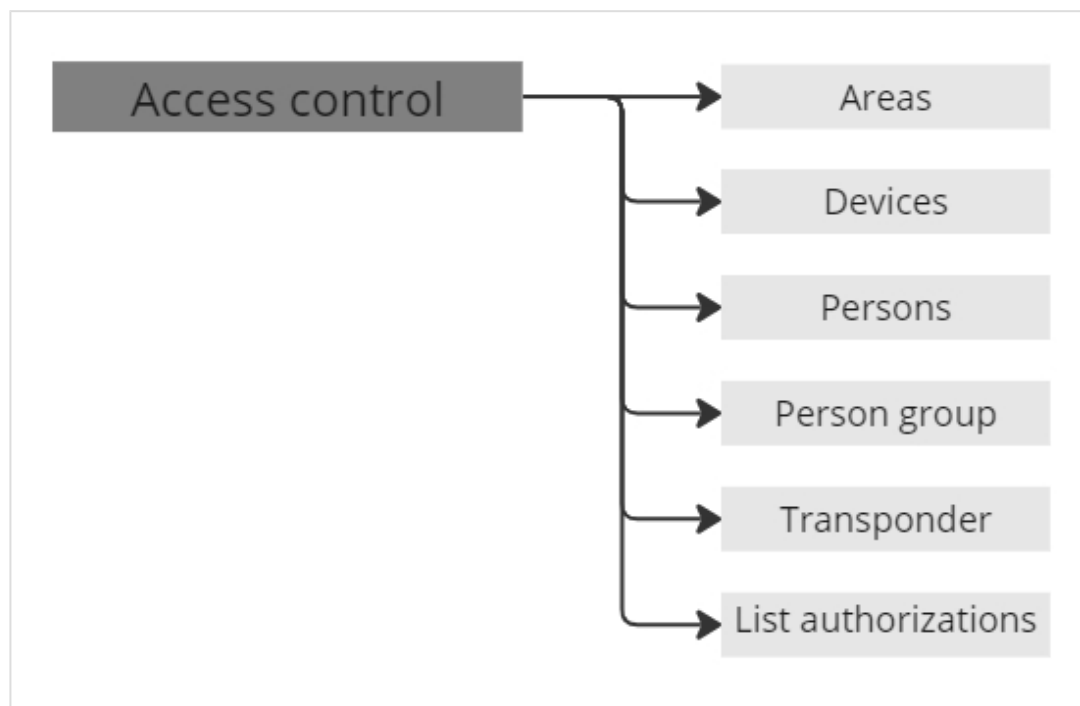 Access control
Areas
Devices
Persons
Person group
Transponder
List authorizations